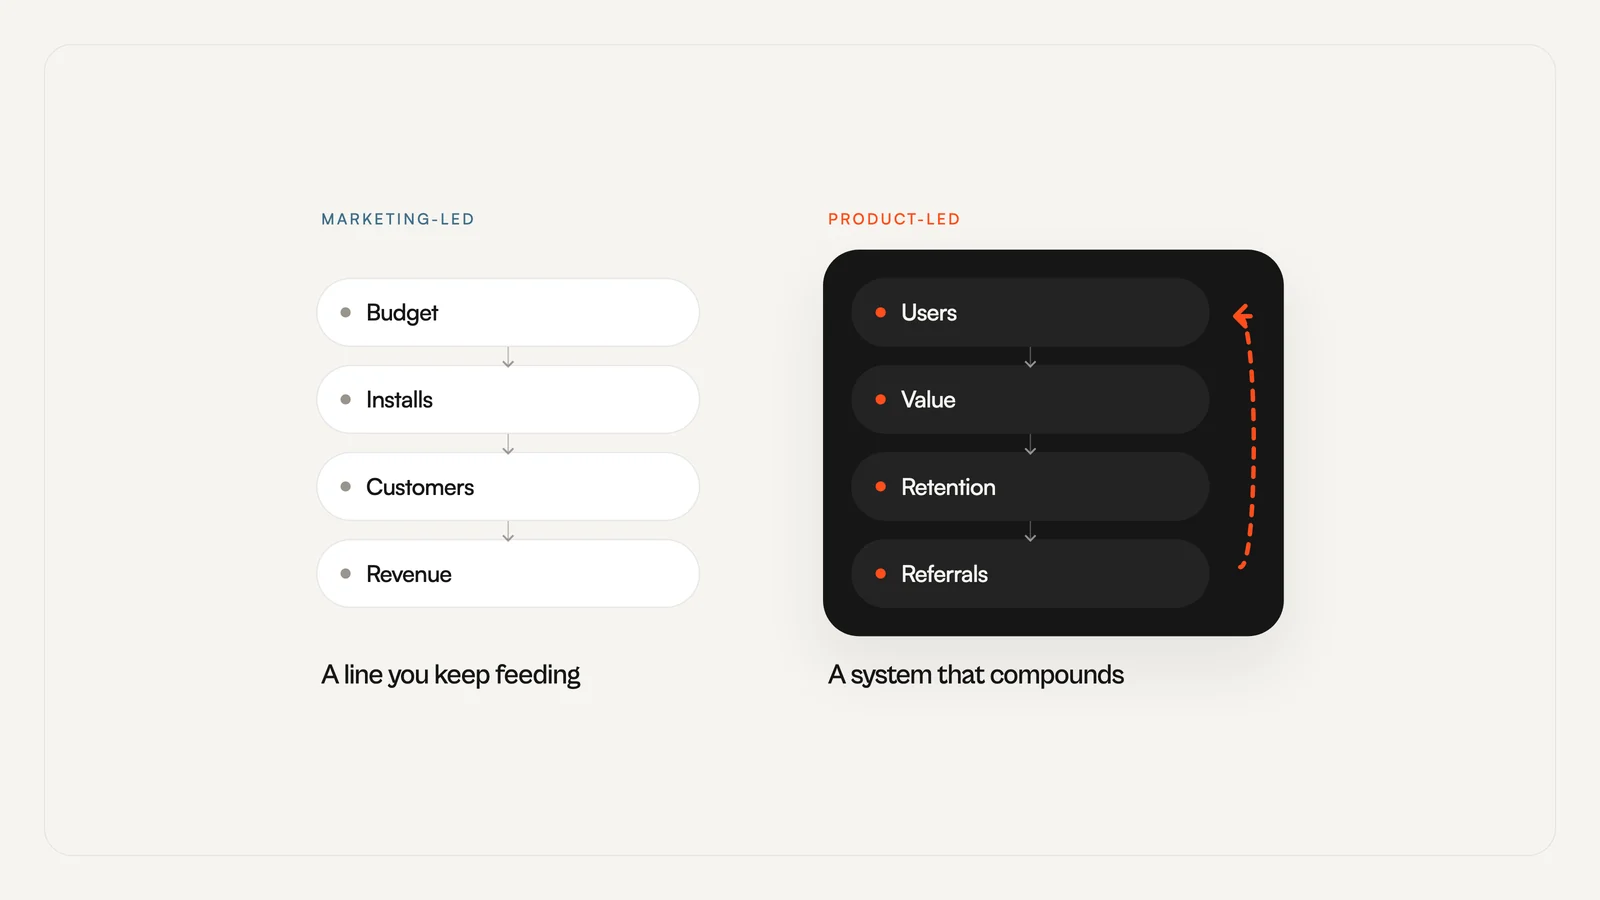 MARKETING-LED
Budget
Installs
Customers
Revenue
A line you keep feeding
PRODUCT-LED
Users
Value
Retention
Referrals
A system that compounds